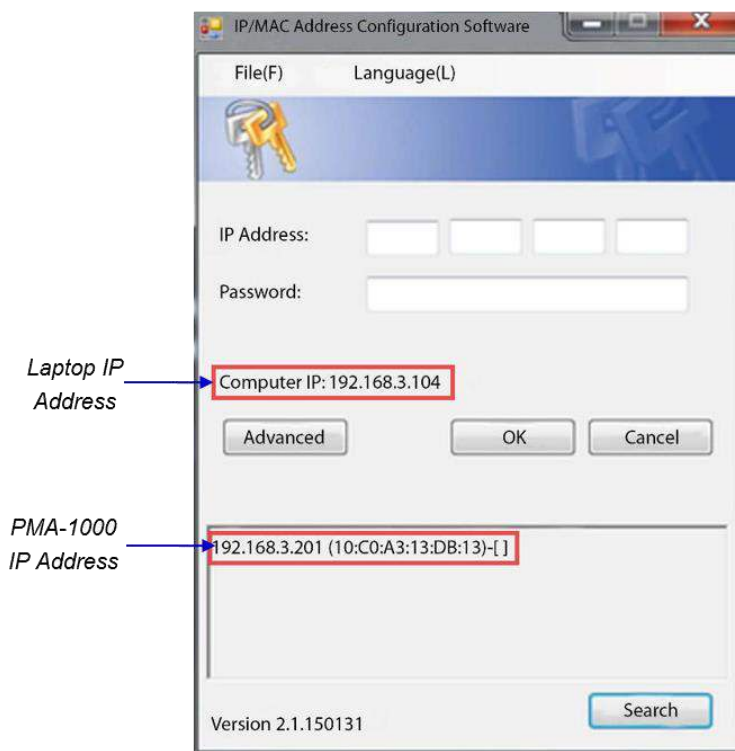 IP/MAC Address Configuration Software
File(F) Language(L)
IP Address:
Password:
Laptop IP
Address
Computer IP: 192.168.3.104
Advanced OK Cancel
PMA-1000
IP Address
192.168.3.201 (10:C0:A3:13:DB:13)-[ ]
Version 2.1.150131
Search